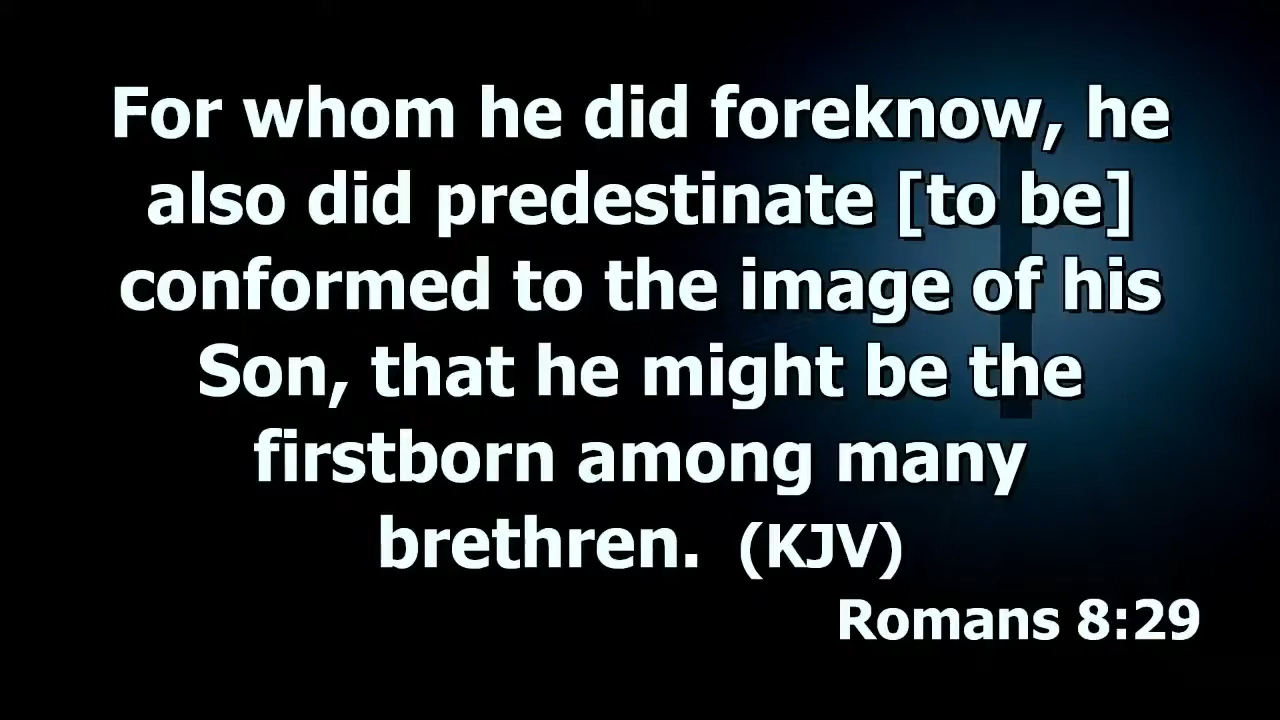 For whom he did foreknow, he
also did predestinate [to be]
conformed to the image of his
Son, that he might be the
firstborn among many
brethren.  (KJV)
Romans 8:29